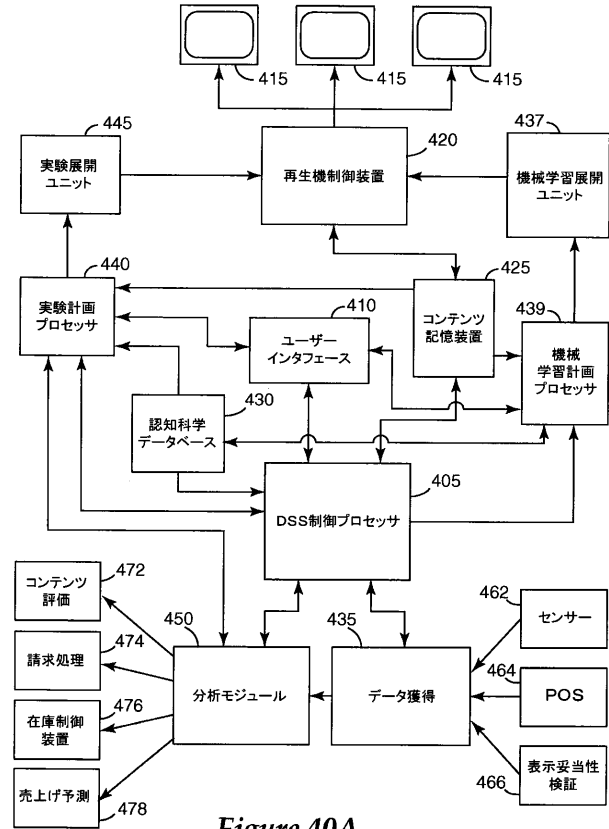 415
415
415
445
実験展開
ユニット
420
再生機制御装置
437
機械学習展開
ユニット
440
実験計画
プロセッサ
410
ユーザー
インタフェース
425
コンテンツ
記憶装置
439
機械
学習計画
プロセッサ
430
認知科学
データベース
405
DSS制御プロセッサ
472
コンテンツ
評価
474
請求処理
476
在庫制御
装置
売上げ予測
478
450
分析モジュール
435
データ獲得
462
センサー
464
POS
表示妥当性
検証
466
Figure 40A